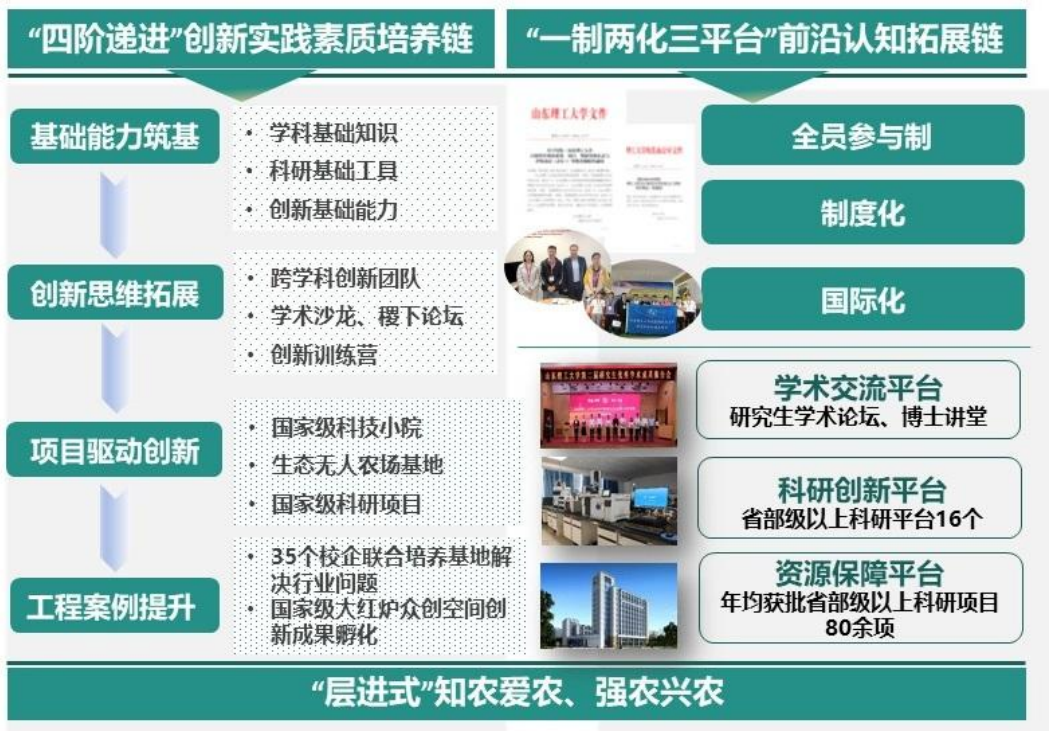 “四阶递进”创新实践素质培养链
基础能力筑基
• 学科基础知识
• 科研基础工具
• 创新基础能力
创新思维拓展
• 跨学科创新团队
• 学术沙龙、稷下论坛
• 创新训练营
项目驱动创新
• 国家级科技小院
• 生态无人农场基地
• 国家级科研项目
工程案例提升
• 35个校企联合培养基地解
决行业问题
• 国家级大红炉众创空间创
新成果孵化
“一制两化三平台”前沿认知拓展链
山东理工大学文件
全员参与制
制度化
国际化
学术交流平台
研究生学术论坛、博士讲堂
科研创新平台
省部级以上科研平台16个
资源保障平台
年均获批省部级以上科研项目
80余项
“层进式”知农爱农、强农兴农